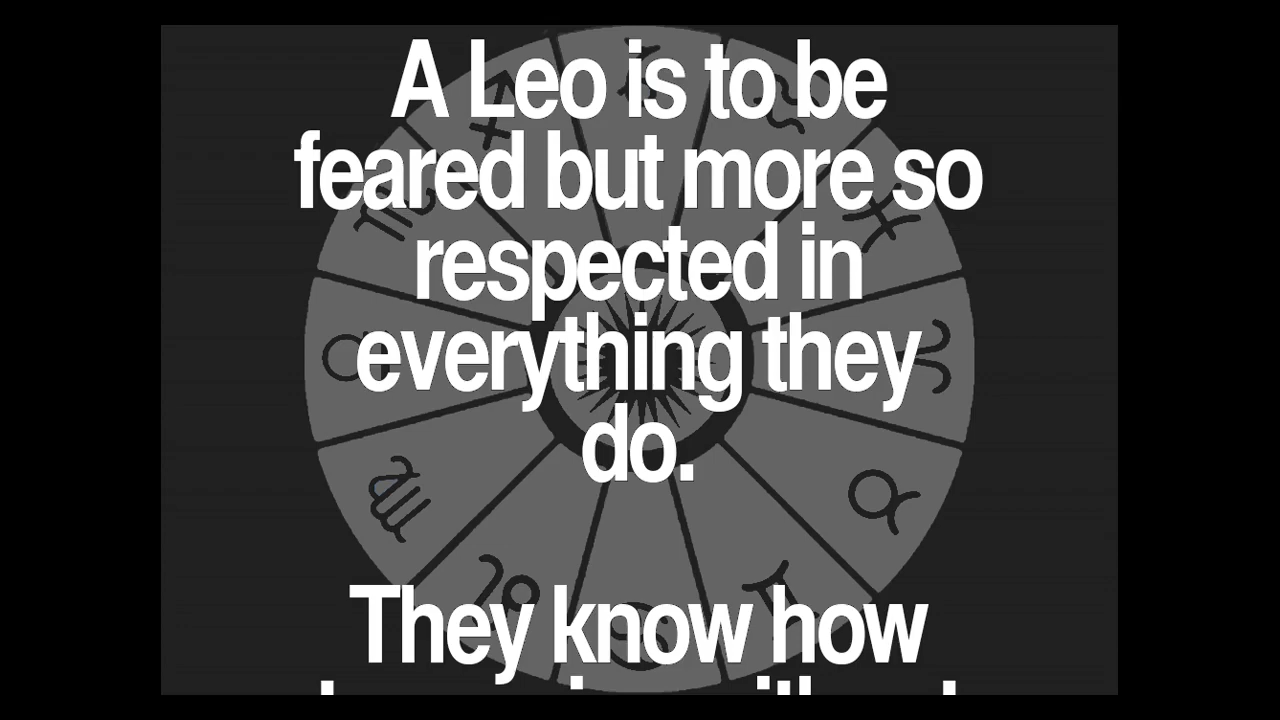 A Leo is to be
feared but more so
respected in
everything they
do.
They know how